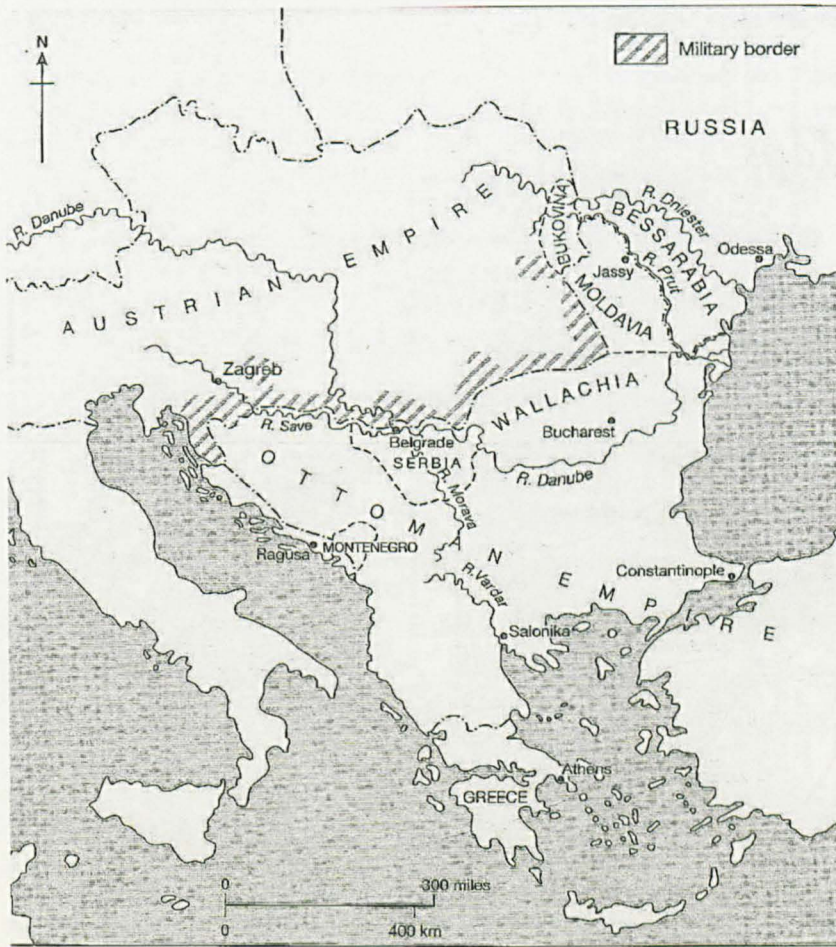 N
Military border
RUSSIA
R. Danube
AUSTRIAN EMPIRE
BUKOVINA
R. Dniester
BESSARABIA
Odessa
Jassy
R. Prut
MOLDAVIA
Zagreb
WALLACHIA
R. Save
Belgrade
Bucharest
SERBIA
R. Danube
OTTOMAN EMPIRE
R. Morava
Ragusa
MONTENEGRO
Constantinople
R. Vardar
Salonika
Athens
GREECE
0 300 miles
0 400 km